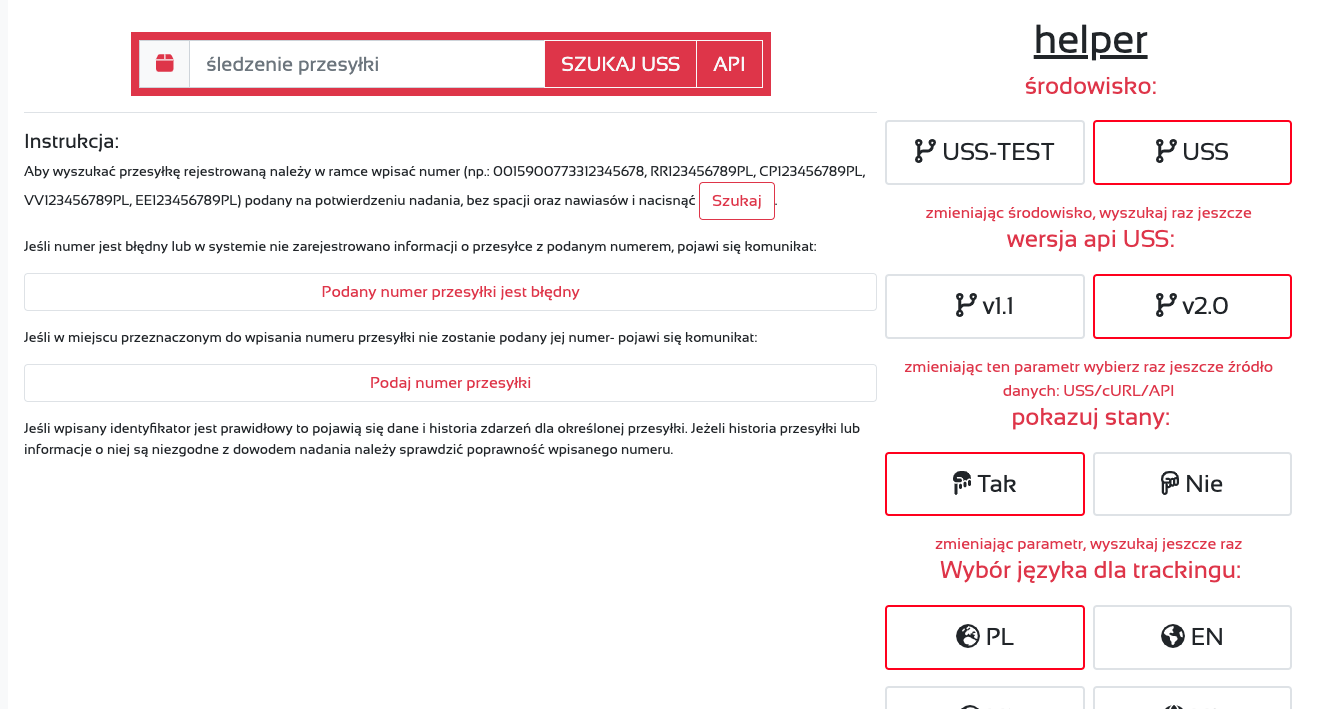 śledzenie przesyłki
SZUKAJ USS
API
Instrukcja:
Aby wyszukać przesyłkę rejestrowaną należy w ramce wpisać numer (np.: 0015900773312345678, RR123456789PL, CP123456789PL,
VV123456789PL, EE123456789PL) podany na potwierdzeniu nadania, bez spacji oraz nawiasów i nacisnąć Szukaj .
Jeśli numer jest błędny lub w systemie nie zarejestrowano informacji o przesyłce z podanym numerem, pojawi się komunikat:
Podany numer przesyłki jest błędny
Jeśli w miejscu przeznaczonym do wpisania numeru przesyłki nie zostanie podany jej numer- pojawi się komunikat:
Podaj numer przesyłki
Jeśli wpisany identyfikator jest prawidłowy to pojawią się dane i historia zdarzeń dla określonej przesyłki. Jeżeli historia przesyłki lub
informacje o niej są niezgodne z dowodem nadania należy sprawdzić poprawność wpisanego numeru.
helper
środowisko:
USS-TEST
USS
zmieniając środowisko, wyszukaj raz jeszcze
wersja api USS:
v1.1
v2.0
zmieniając ten parametr wybierz raz jeszcze źródło
danych: USS/cURL/API
pokazuj stany:
Tak
Nie
zmieniając parametr, wyszukaj jeszcze raz
Wybór języka dla trackingu:
PL
EN